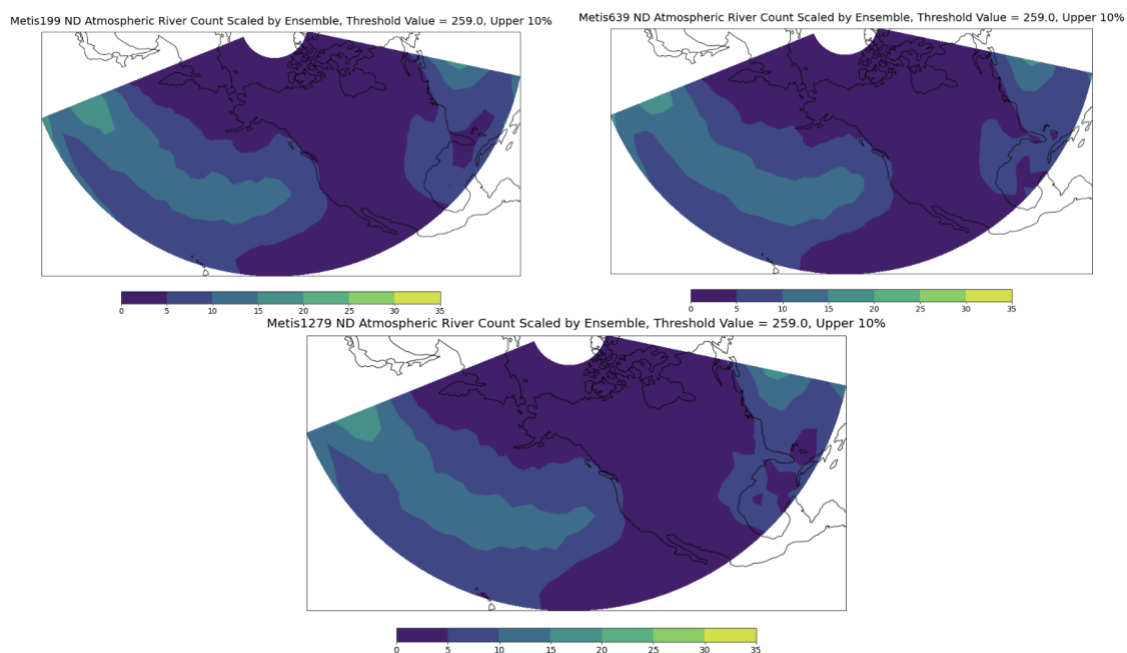 Metis199 ND Atmospheric River Count Scaled by Ensemble, Threshold Value = 259.0, Upper 10%
Metis639 ND Atmospheric River Count Scaled by Ensemble, Threshold Value = 259.0, Upper 10%
0 5 10 15 20 25 30 35
0 5 10 15 20 25 30 35
Metis1279 ND Atmospheric River Count Scaled by Ensemble, Threshold Value = 259.0, Upper 10%
0 5 10 15 20 25 30 35